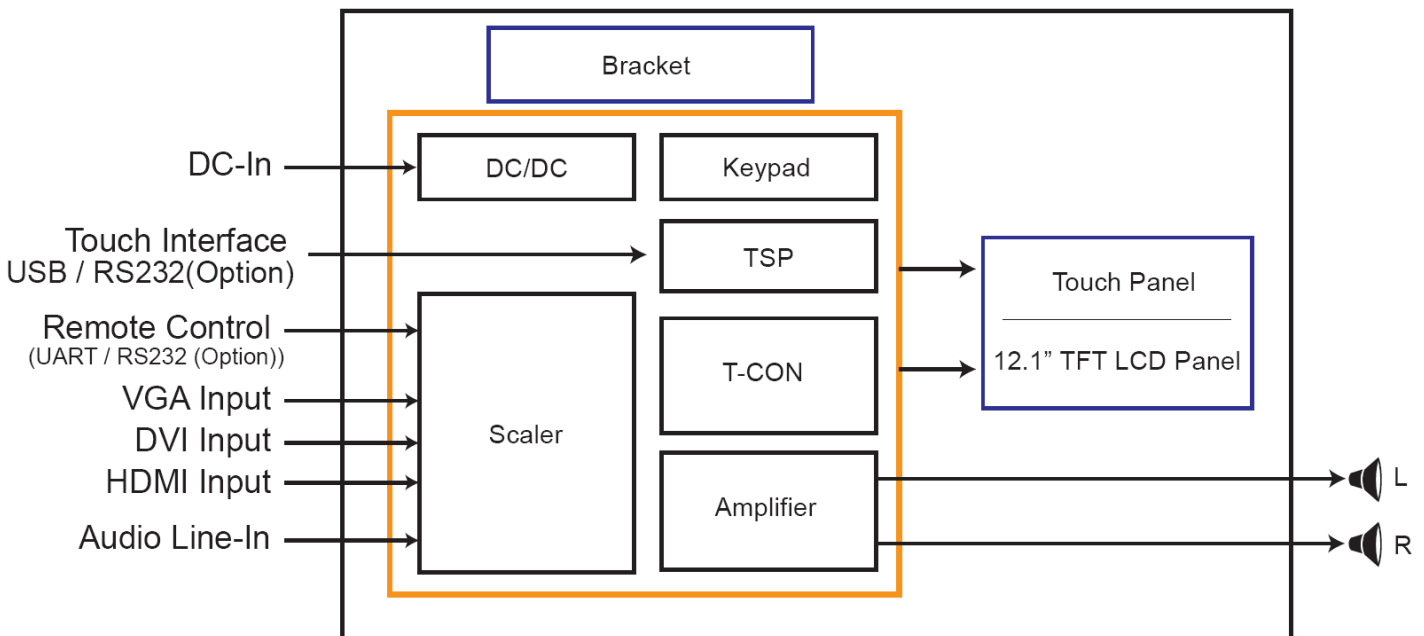 Bracket
DC-In
DC/DC
Keypad
Touch Interface
USB / RS232(Option)
TSP
Touch Panel
12.1” TFT LCD Panel
Remote Control
(UART / RS232 (Option))
VGA Input
DVI Input
HDMI Input
Audio Line-In
Scaler
T-CON
Amplifier
L
R